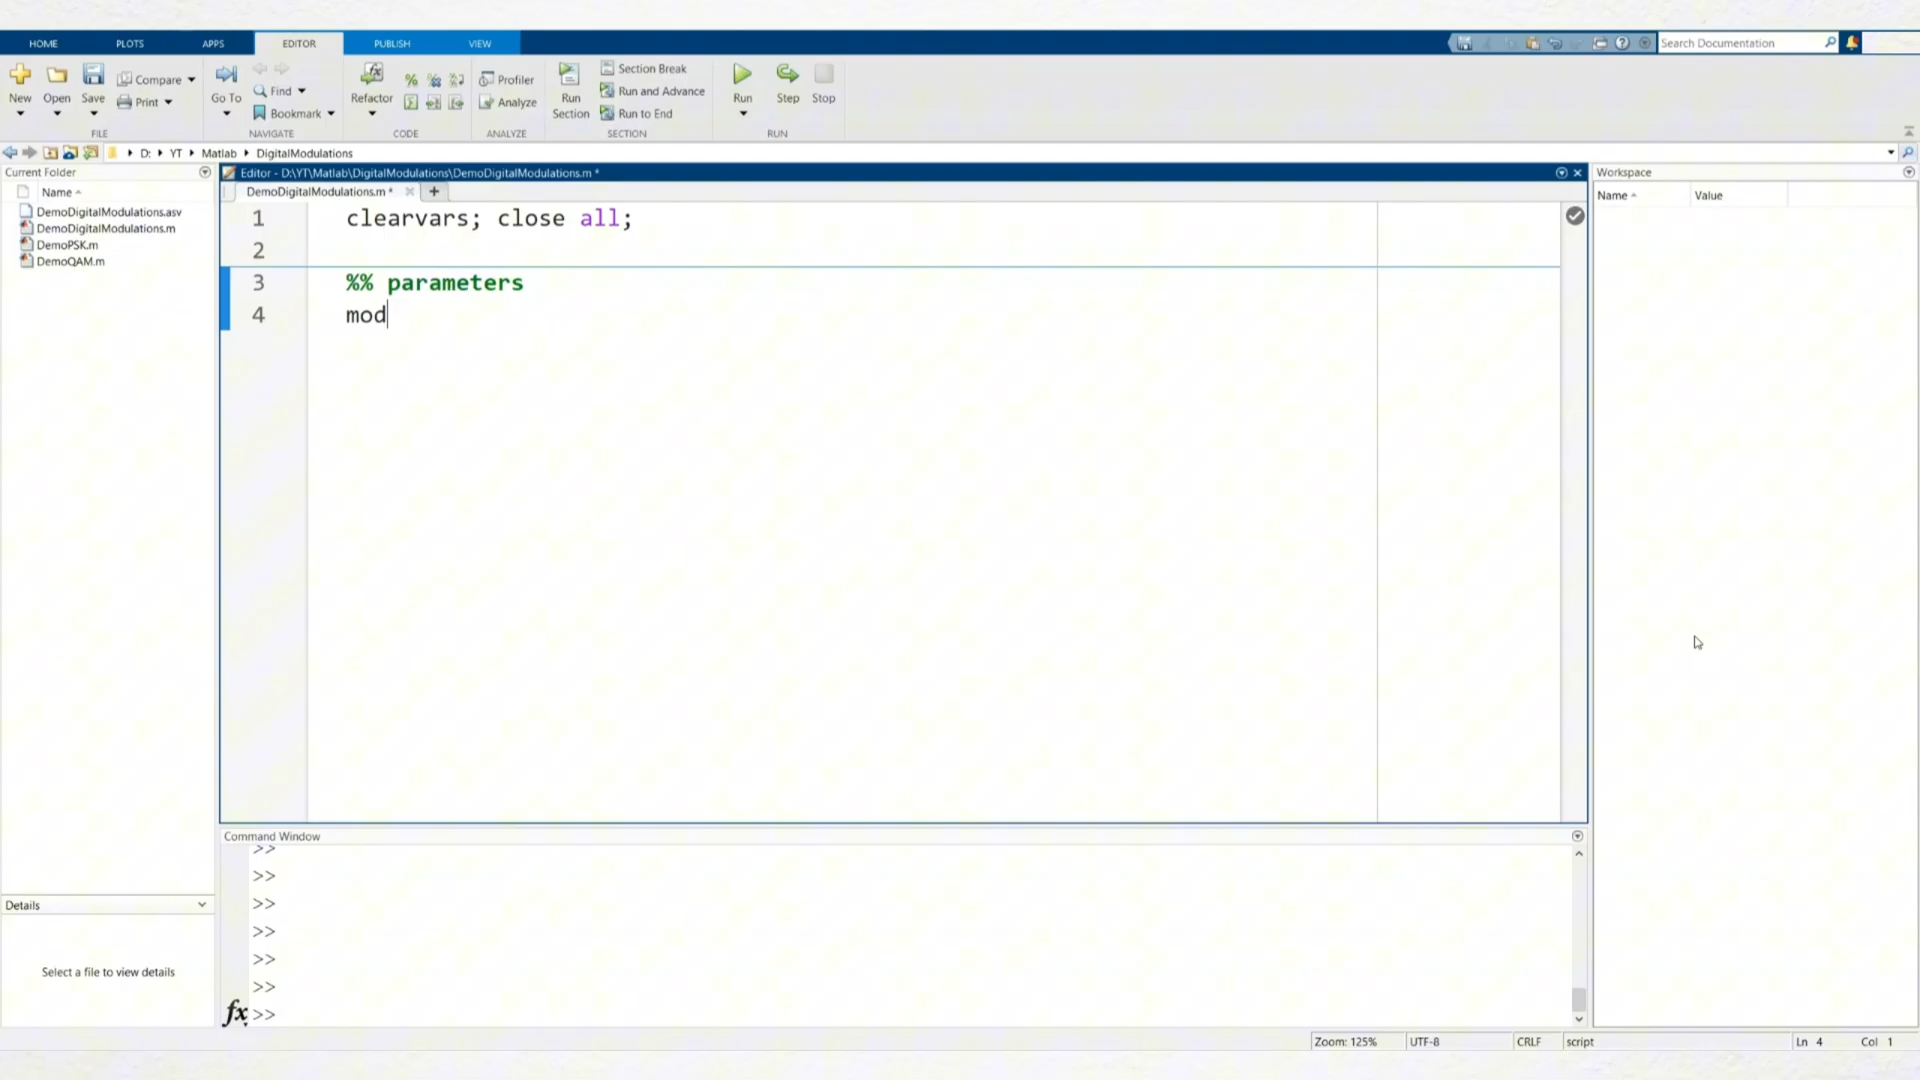 HOME PLOTS APPS EDITOR PUBLISH VIEW Search Documentation
New Open Save Compare Print FILE
Go To Find Bookmark NAVIGATE
Refactor CODE
Profiler Analyze ANALYZE
Run Section Section Break Run and Advance Run to End SECTION
Run Step Stop RUN
D: YT Matlab DigitalModulations
Current Folder
Name
DemoDigitalModulations.asv
DemoDigitalModulations.m
DemoPSK.m
DemoQAM.m
Details
Select a file to view details
Editor - D:\YT\Matlab\DigitalModulations\DemoDigitalModulations.m *
DemoDigitalModulations.m * +
1 clearvars; close all;
2
3 %% parameters
4 mod
Command Window
>>
>>
>>
>>
>>
>>
fx >>
Workspace
Name Value
Zoom: 125% UTF-8 CRLF script Ln 4 Col 1